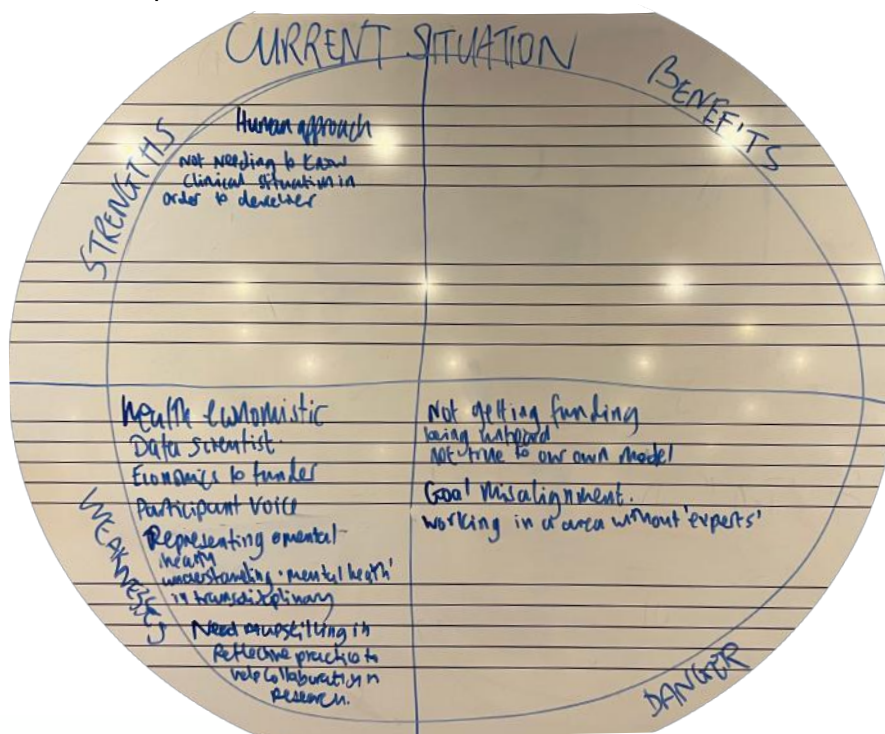 CURRENT SITUATION
STRENGTHS
Human approach
Not Needing to know
clinical situation in
order to
BENEFITS
WEAKNESSES
health
Data scientist.
Economics to funder
Participant Voice
Representing mental
health
understanding 'mental health'
in transdisciplinary
Need upskilling in
Reflective practice to
help collaboration in
research.
Not getting funding
being
not true to our own model
Goal Misalignment.
working in a area without 'experts'
DANGER